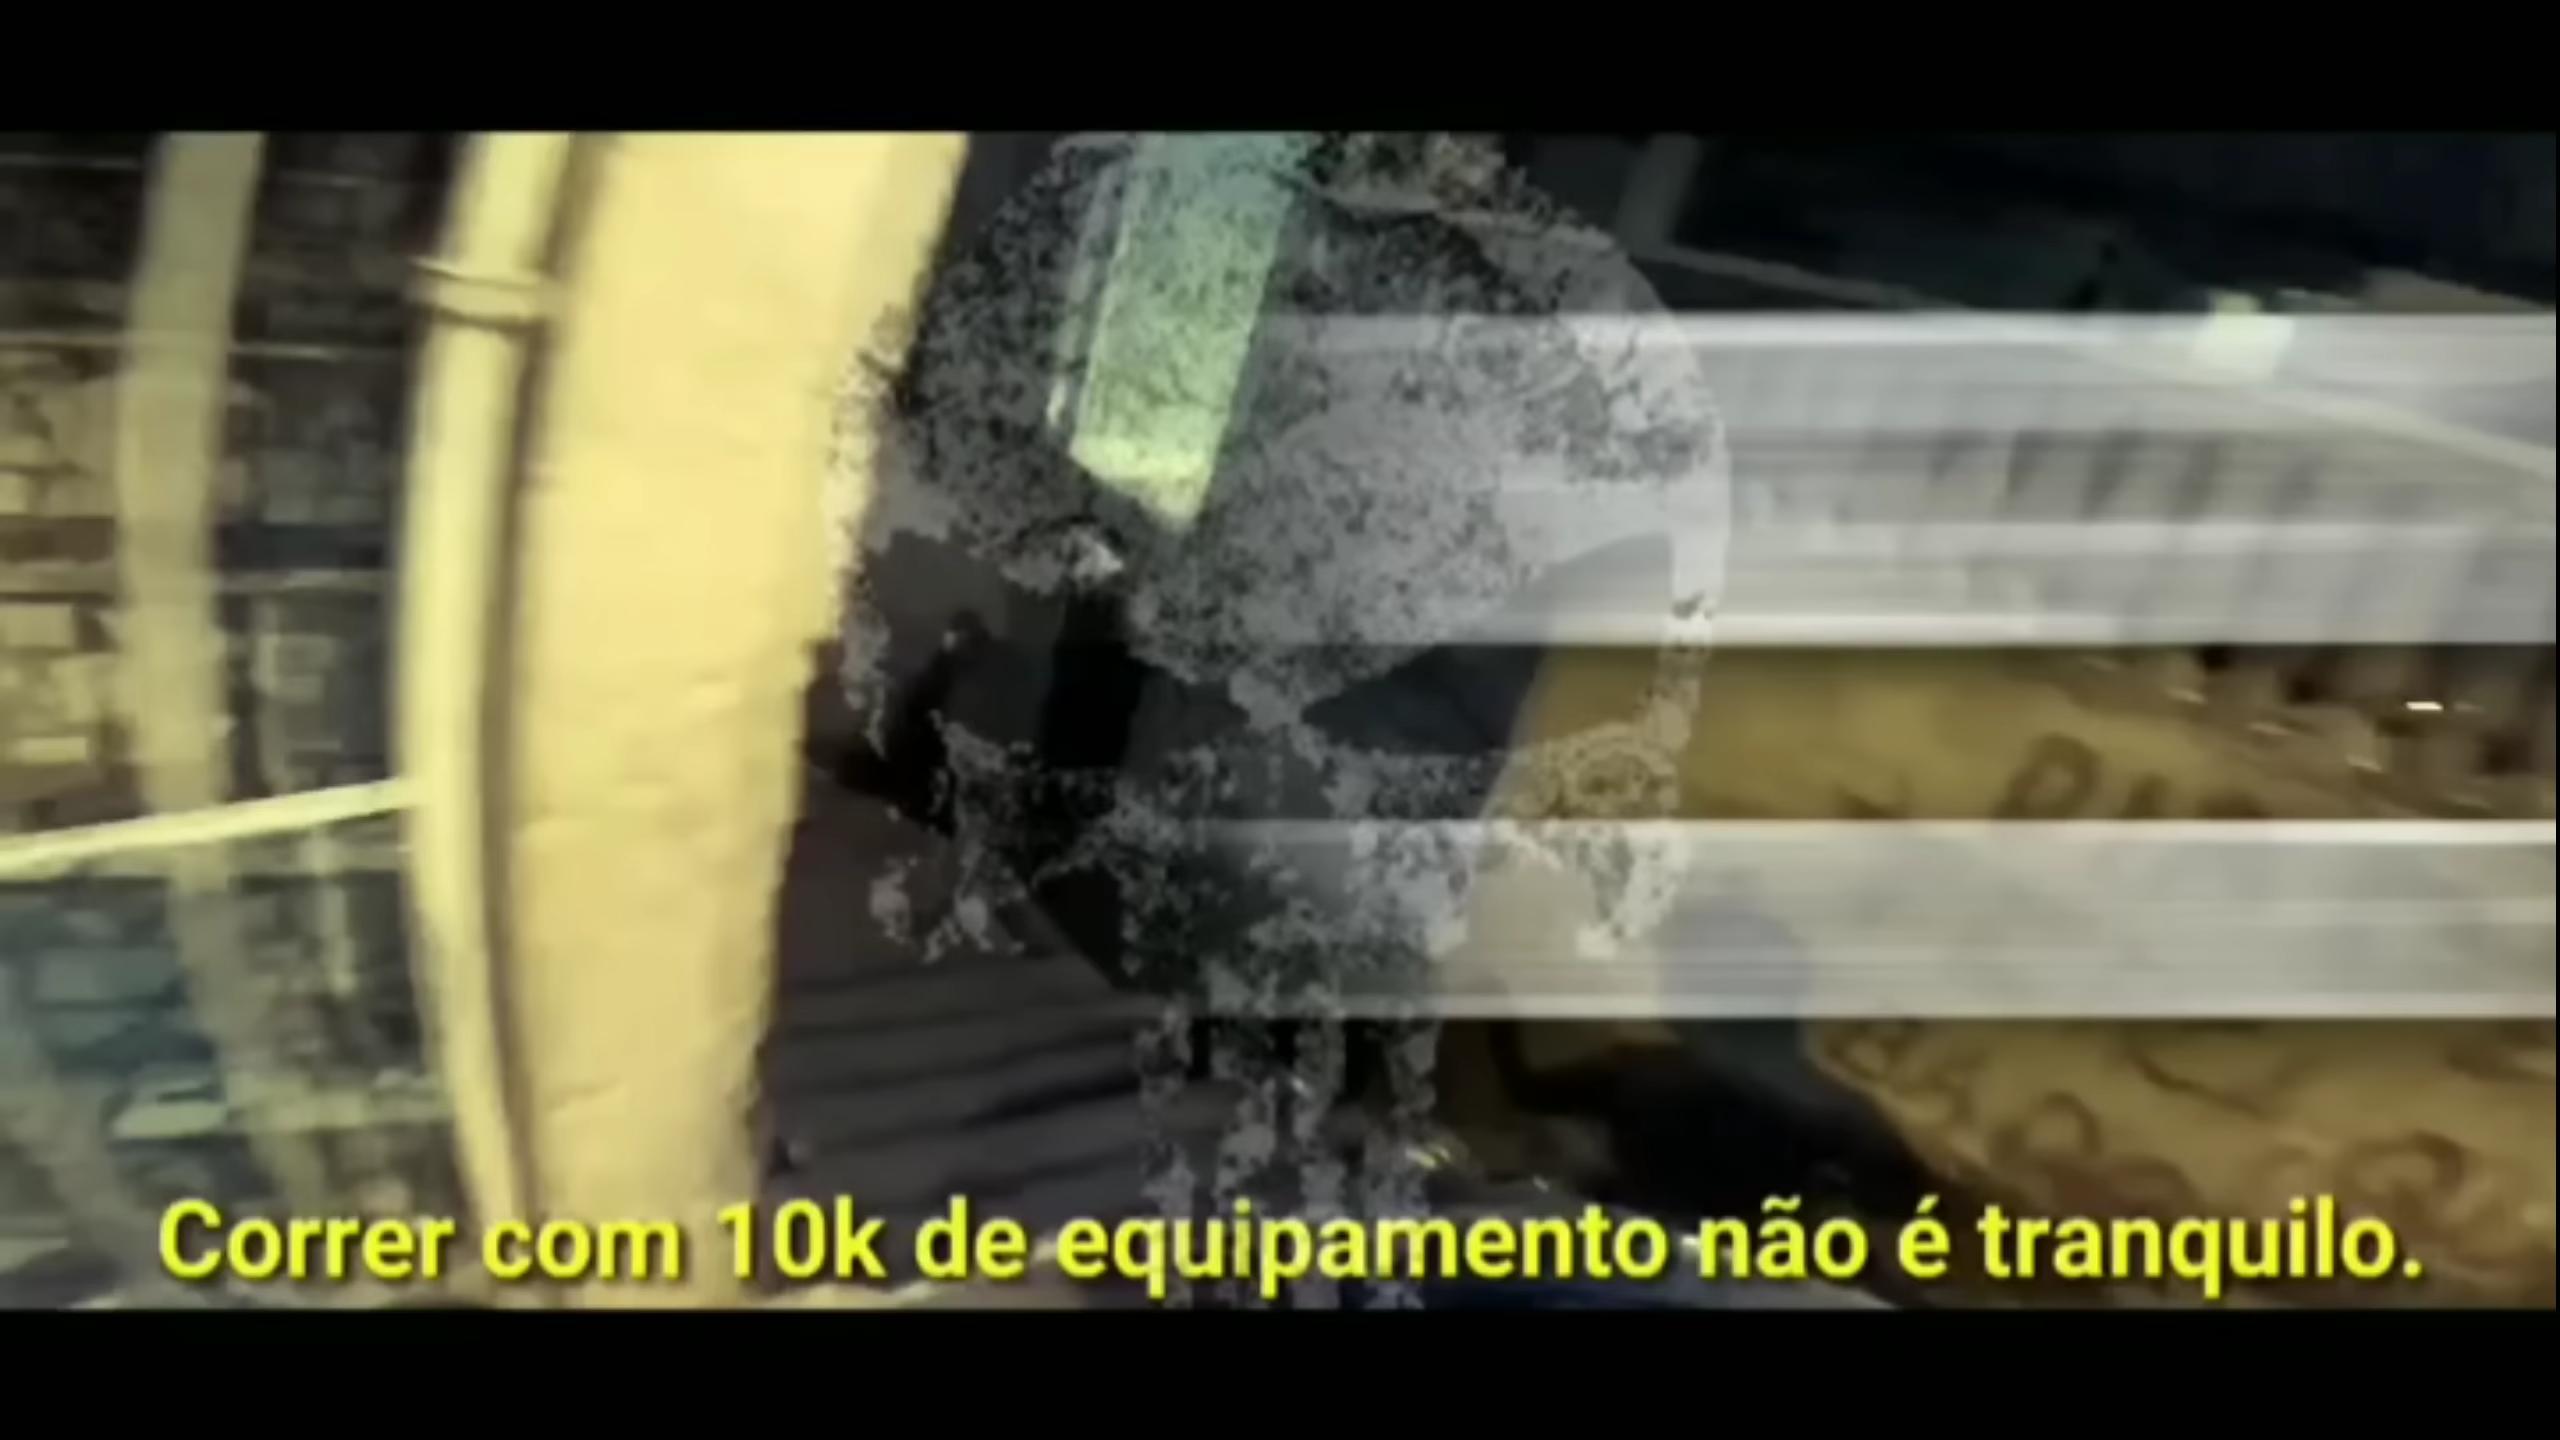 Correr com 10k de equipamento não é tranquilo.